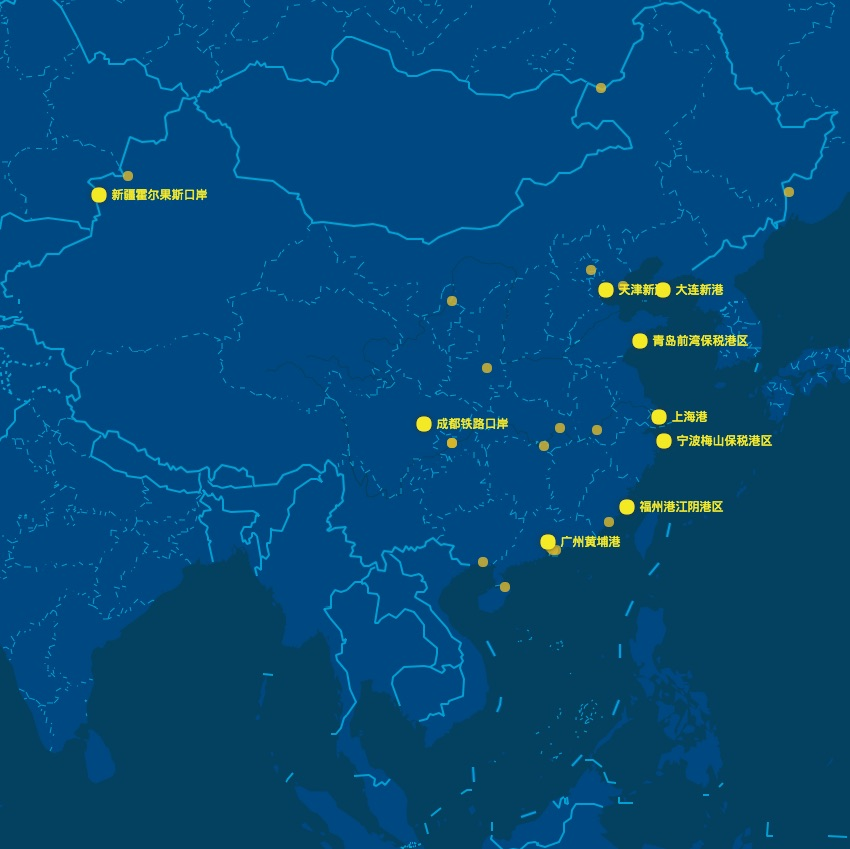 新疆霍尔果斯口岸
天津新
大连新港
青岛前湾保税港区
上海港
成都铁路口岸
宁波梅山保税港区
福州港江阴港区
广州黄埔港